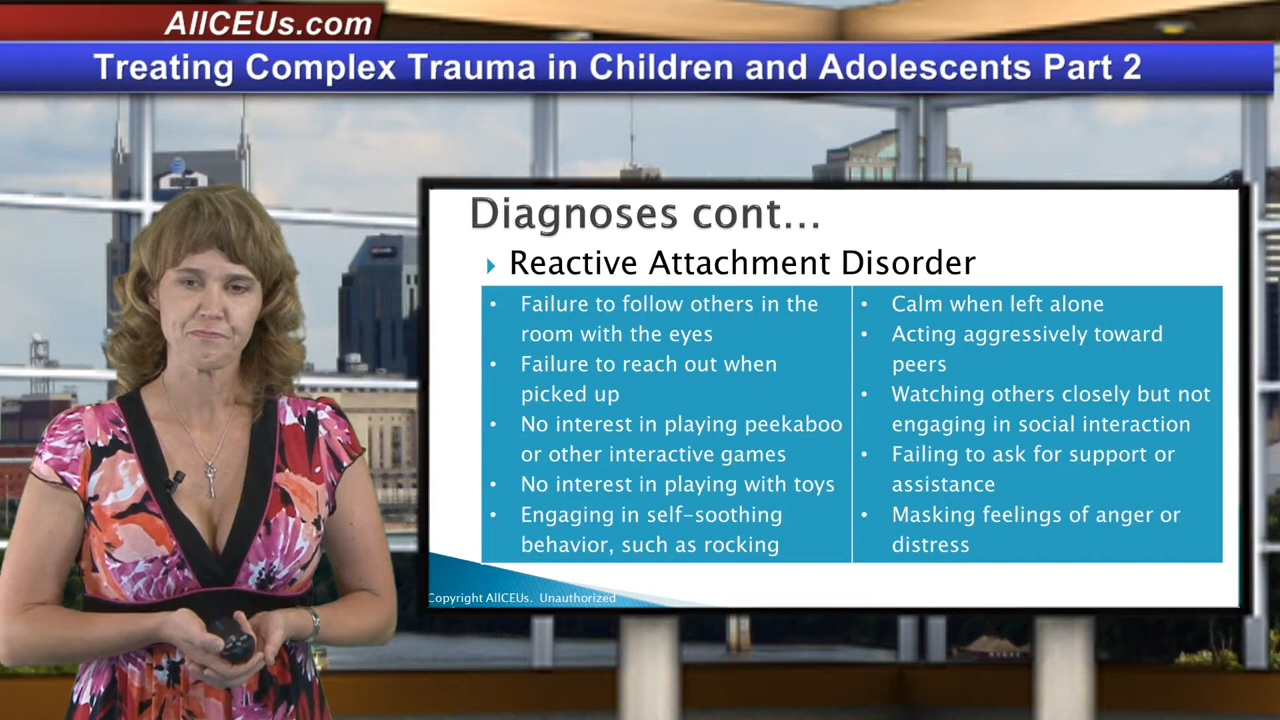 AllCEUs.com
Treating Complex Trauma in Children and Adolescents Part 2
Diagnoses cont...
Reactive Attachment Disorder
• Failure to follow others in the
room with the eyes
• Failure to reach out when
picked up
• No interest in playing peekaboo
or other interactive games
• No interest in playing with toys
• Engaging in self-soothing
behavior, such as rocking
• Calm when left alone
• Acting aggressively toward
peers
• Watching others closely but not
engaging in social interaction
• Failing to ask for support or
assistance
• Masking feelings of anger or
distress
Copyright AllCEUs. Unauthorized